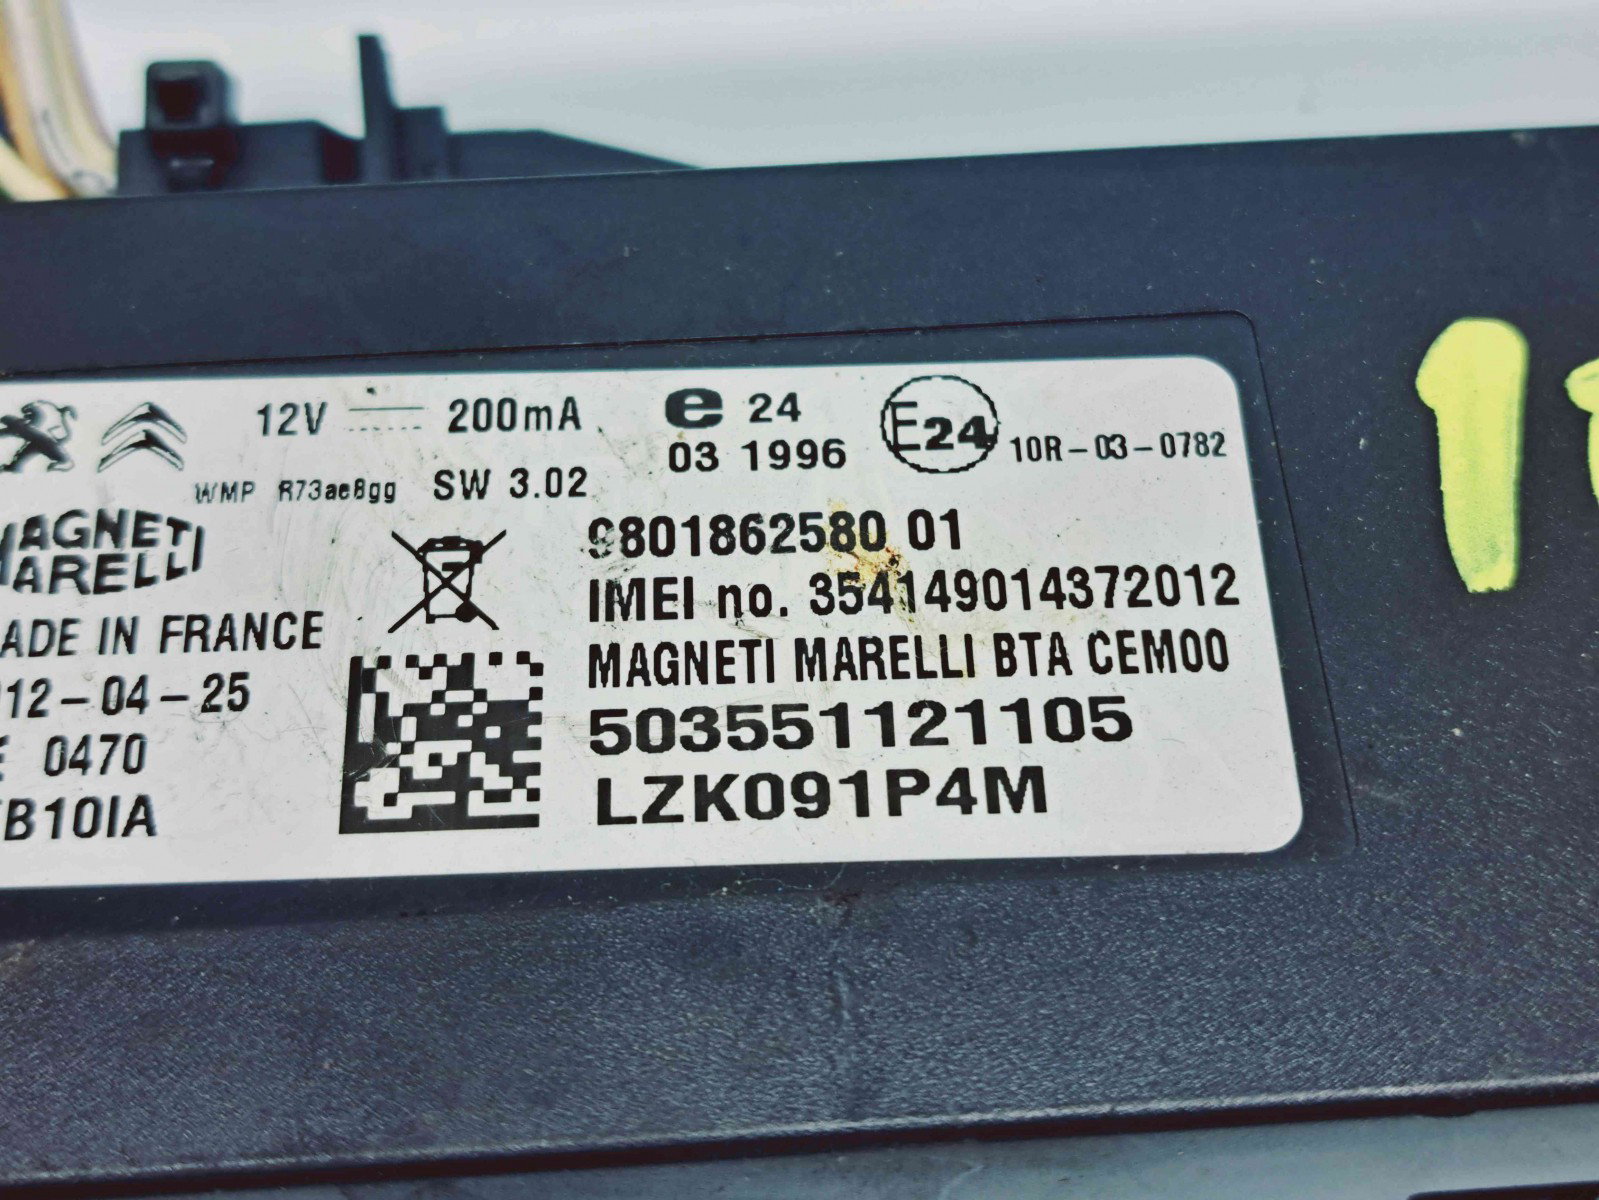 12V 200mA e 24 E24
03 1996 10R-03-0782
WMP R73ae8gg SW 3.02
MAGNETI MARELLI
9801862580 01
IMEI no. 354149014372012
ADE IN FRANCE
MAGNETI MARELLI BTA CEM00
12-04-25
503551121105
E 0470
LZK091P4M
B10IA
11